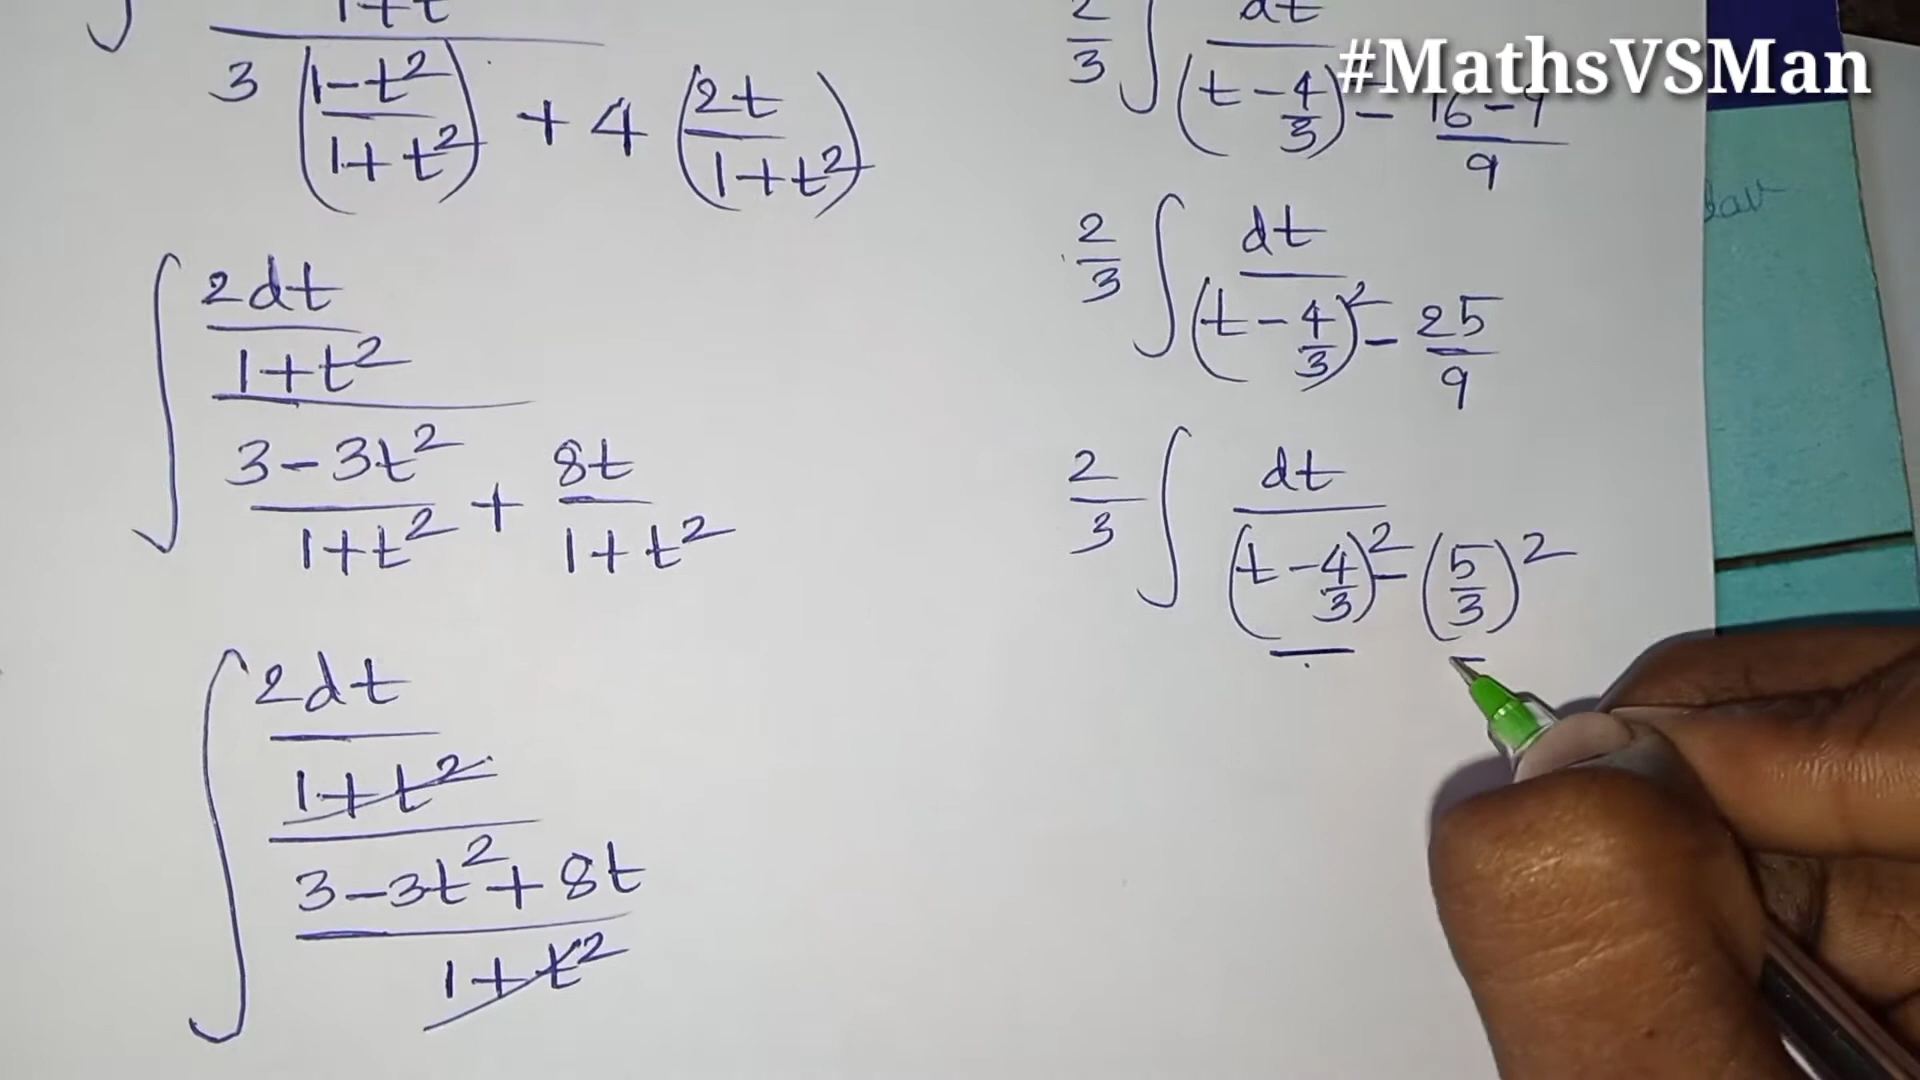 #MathsVSMan
1+t
3 (1-t²/1+t²) + 4 (2t/1+t²)
∫ 2dt
1+t²
3-3t²/1+t² + 8t/1+t²
∫ 2dt
1+t²
3-3t²+8t
1+t²
2/3 ∫ dt
(t-4/3) - 16-9/9
2/3 ∫ dt
(t-4/3)² - 25/9
2/3 ∫ dt
(t-4/3)² - (5/3)²